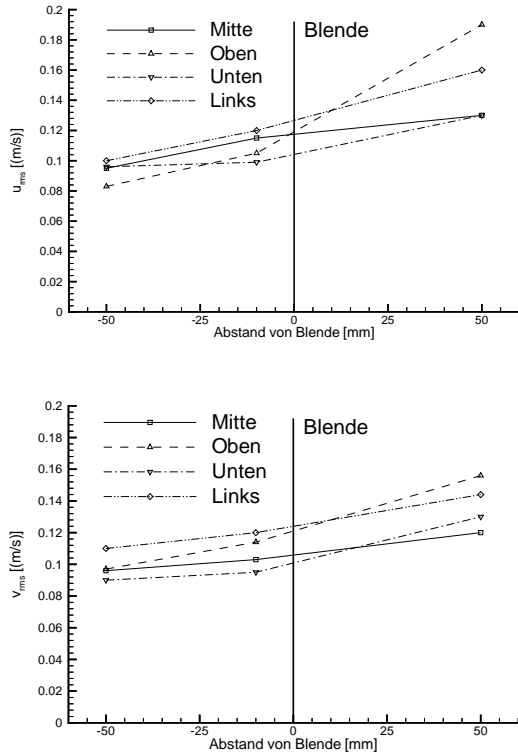 0.2
0.18
0.16
0.14
0.12
0.1
0.08
0.06
0.04
0.02
0
u_rms [(m/s)]
Mitte
Oben
Unten
Links
Blende
-50 -25 0 25 50
Abstand von Blende [mm]
0.2
0.18
0.16
0.14
0.12
0.1
0.08
0.06
0.04
0.02
0
v_rms [(m/s)]
Mitte
Oben
Unten
Links
Blende
-50 -25 0 25 50
Abstand von Blende [mm]